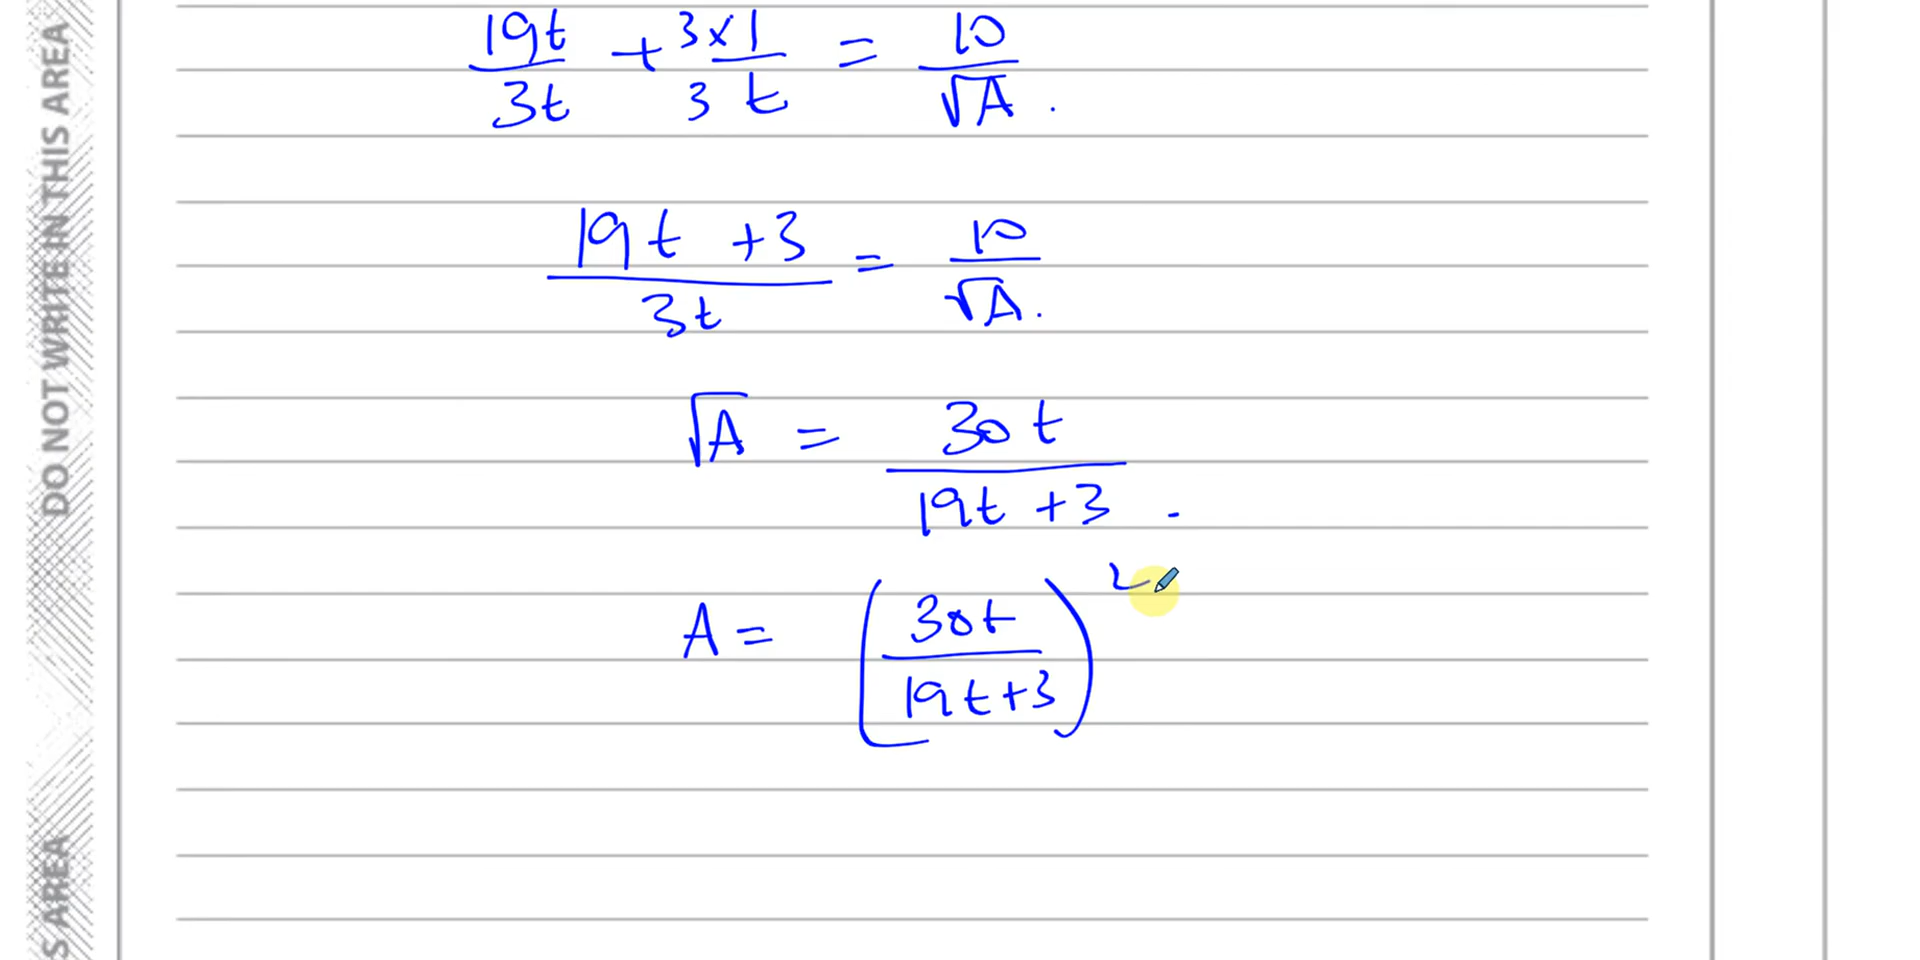 19t/3t + 3×1/3 t = 10/√A .
19t +3/3t = 10/√A .
√A = 30t/19t +3 .
A = (30t/19t+3)²
DO NOT WRITE IN THIS AREA
S AREA